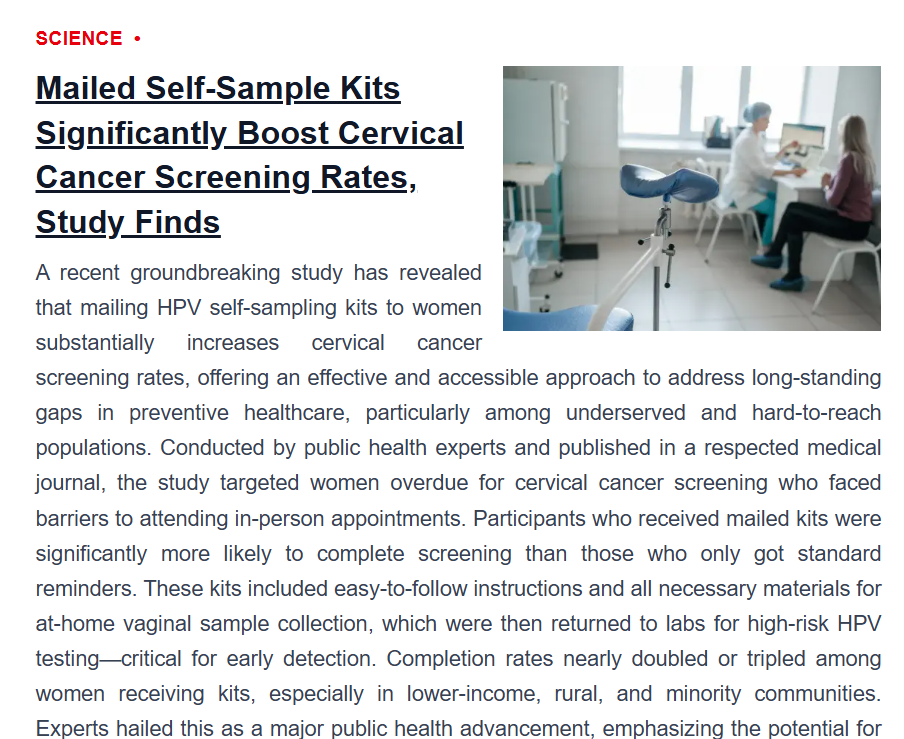 SCIENCE •
Mailed Self-Sample Kits
Significantly Boost Cervical
Cancer Screening Rates,
Study Finds
A recent groundbreaking study has revealed
that mailing HPV self-sampling kits to women
substantially increases cervical cancer
screening rates, offering an effective and accessible approach to address long-standing
gaps in preventive healthcare, particularly among underserved and hard-to-reach
populations. Conducted by public health experts and published in a respected medical
journal, the study targeted women overdue for cervical cancer screening who faced
barriers to attending in-person appointments. Participants who received mailed kits were
significantly more likely to complete screening than those who only got standard
reminders. These kits included easy-to-follow instructions and all necessary materials for
at-home vaginal sample collection, which were then returned to labs for high-risk HPV
testing—critical for early detection. Completion rates nearly doubled or tripled among
women receiving kits, especially in lower-income, rural, and minority communities.
Experts hailed this as a major public health advancement, emphasizing the potential for